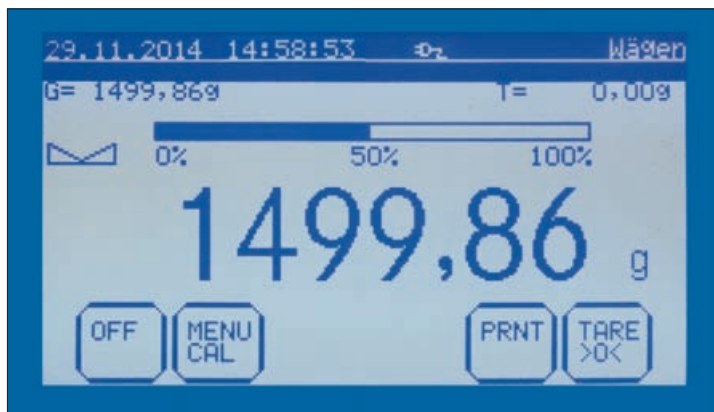 29.11.2014 14:58:53 Wägen
G= 1499,86g T= 0,00g
0% 50% 100%
1499,86 g
OFF MENU CAL PRNT TARE >0<